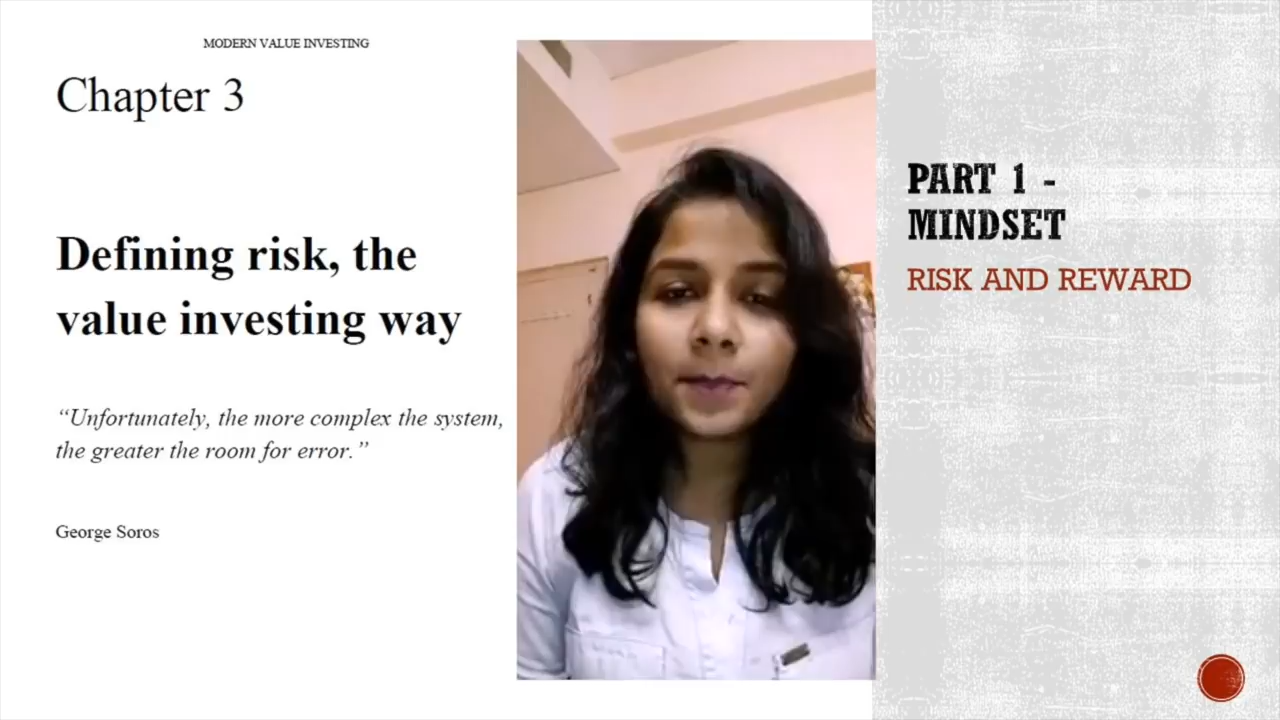 MODERN VALUE INVESTING
Chapter 3
Defining risk, the
value investing way
“Unfortunately, the more complex the system,
the greater the room for error.”
George Soros
PART 1 -
MINDSET
RISK AND REWARD